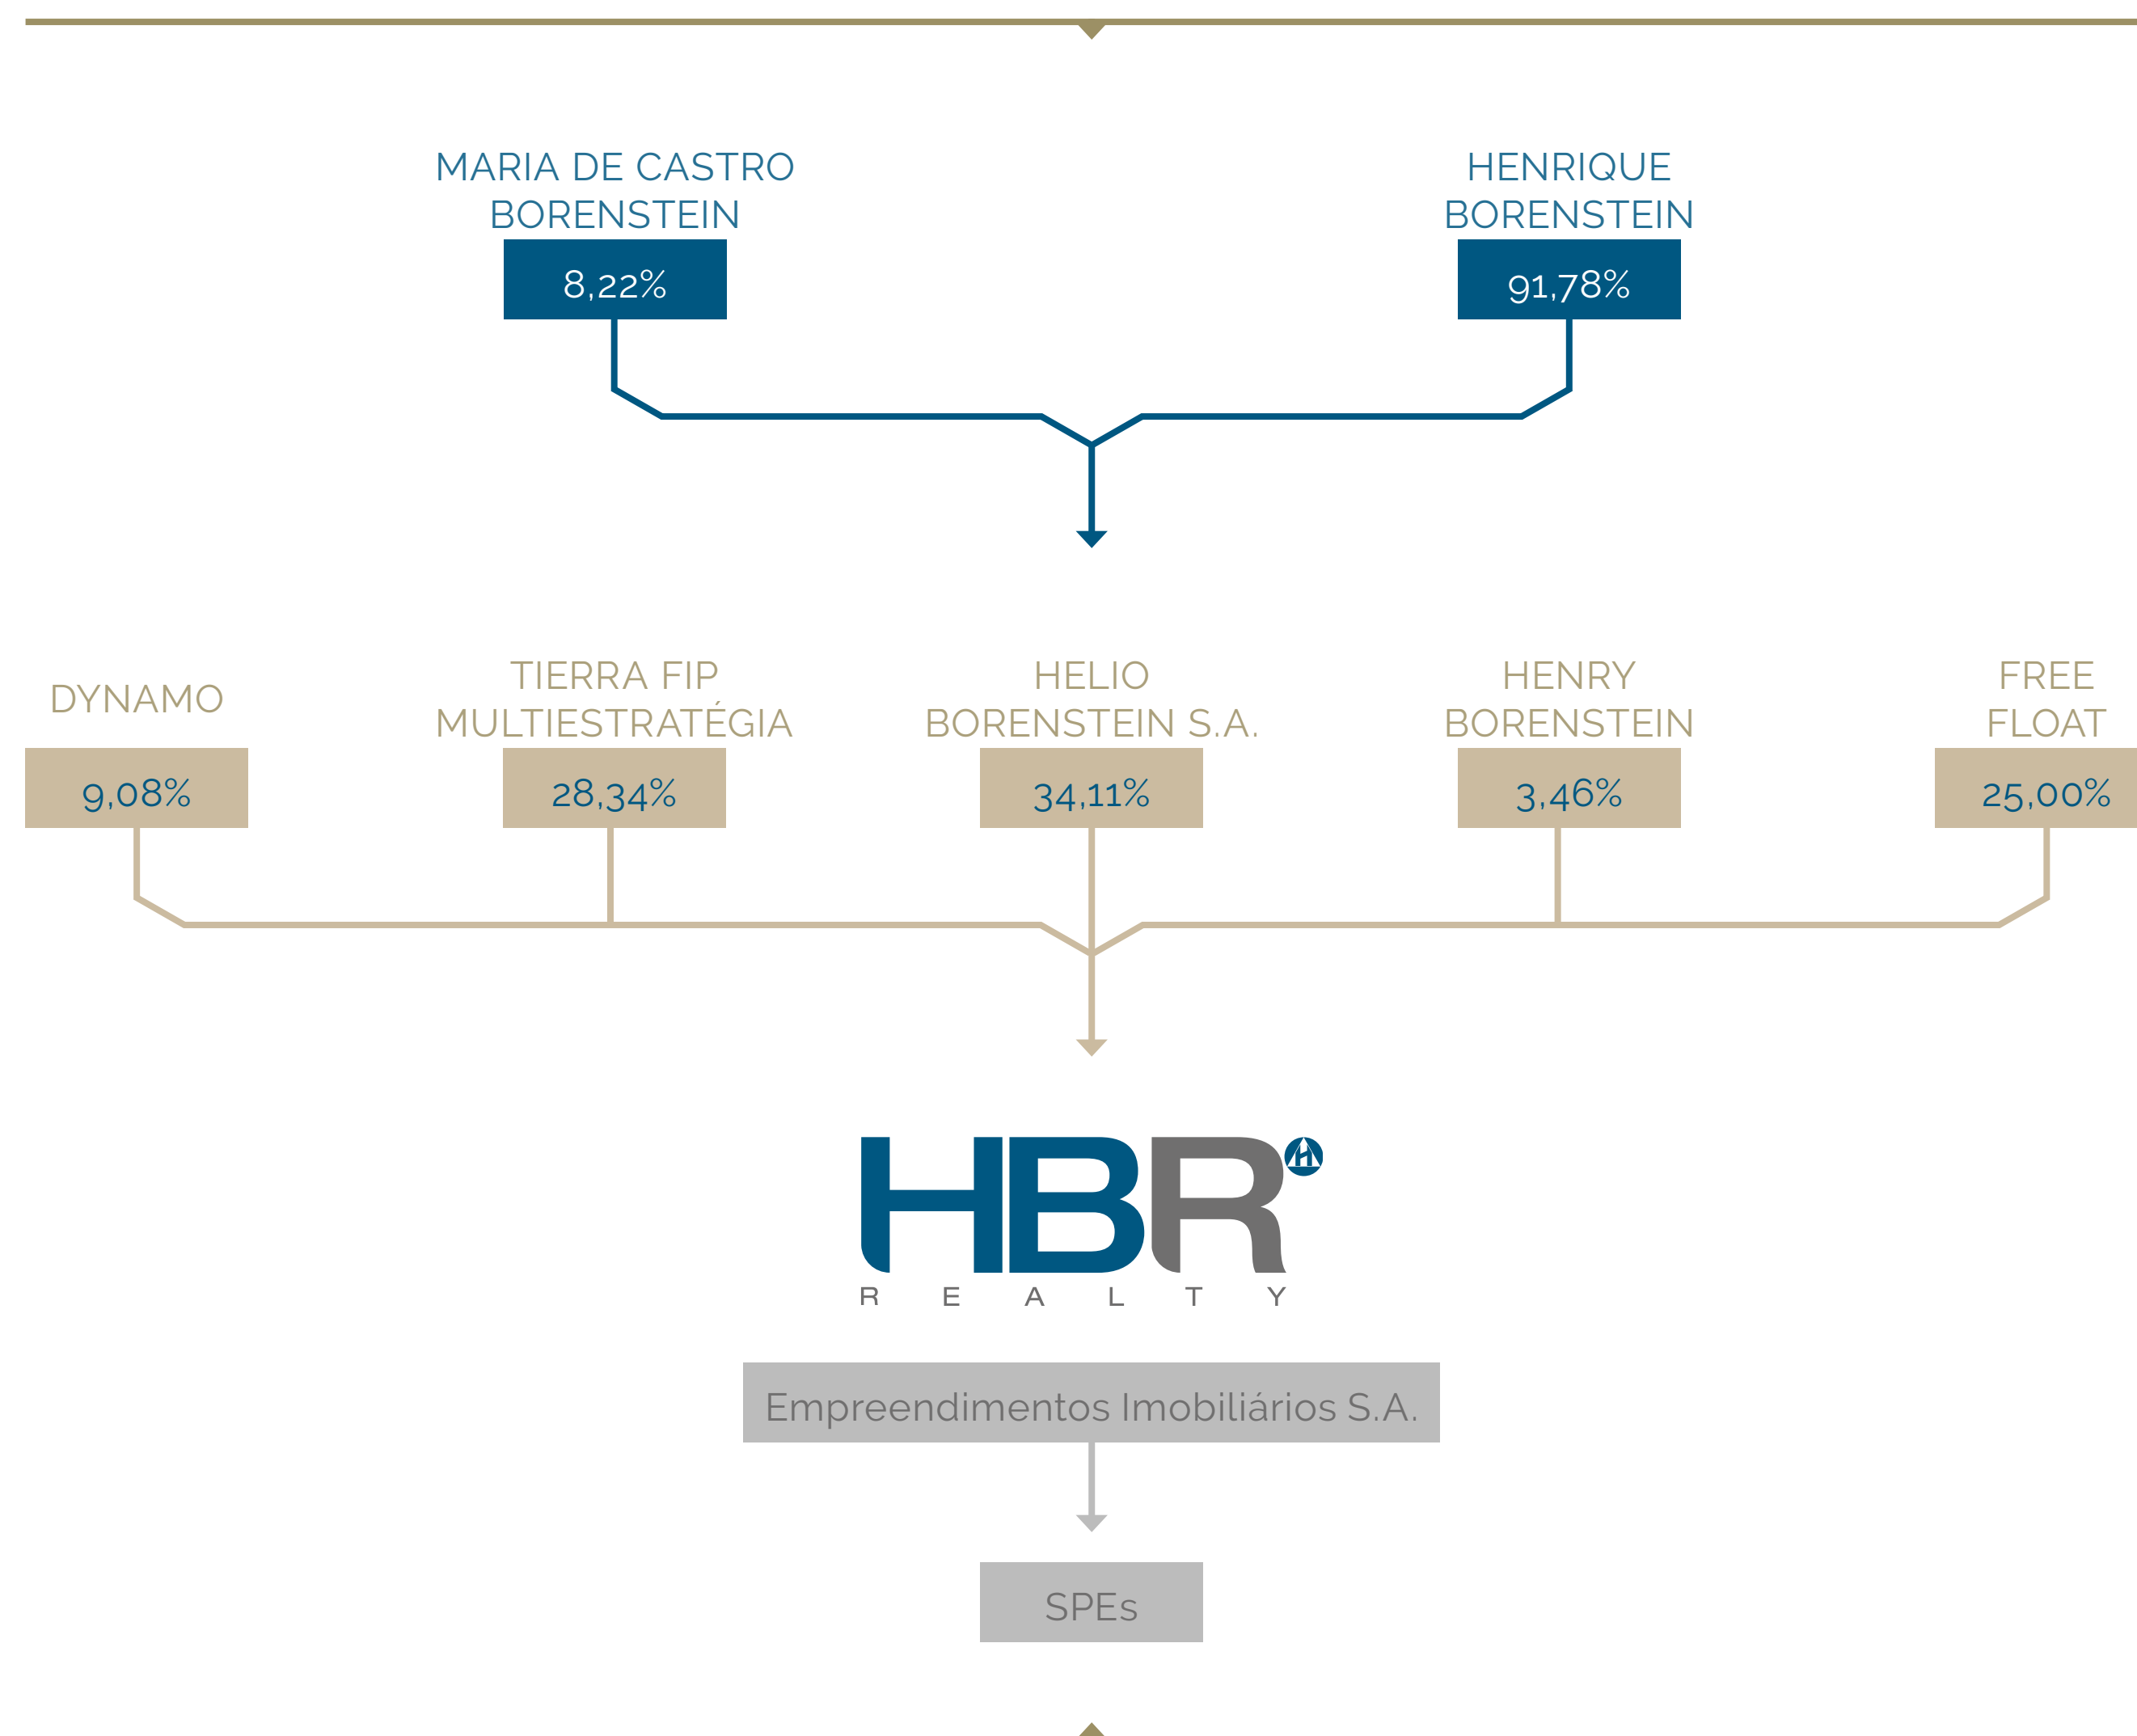 MARIA DE CASTRO
BORENSTEIN
8,22%
HENRIQUE
BORENSTEIN
91,78%
DYNAMO
9,08%
TIERRA FIP
MULTIESTRATÉGIA
28,34%
HELIO
BORENSTEIN S.A.
34,11%
HENRY
BORENSTEIN
3,46%
FREE
FLOAT
25,00%
HBR
REALTY
Empreendimentos Imobiliários S.A.
SPEs